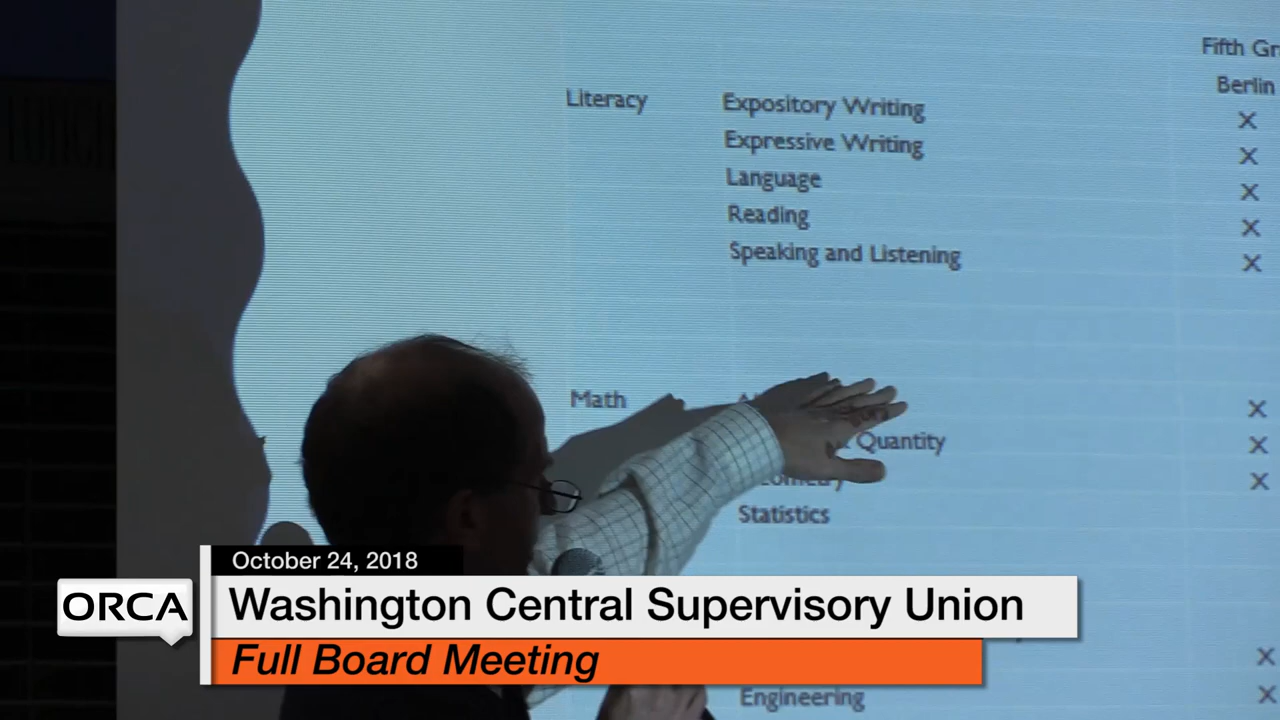 Fifth Gr
Berlin
Literacy Expository Writing X
Expressive Writing X
Language X
Reading X
Speaking and Listening X
Math X
Quantity X
X
Statistics
October 24, 2018
ORCA
Washington Central Supervisory Union
Full Board Meeting
X
Engineering X